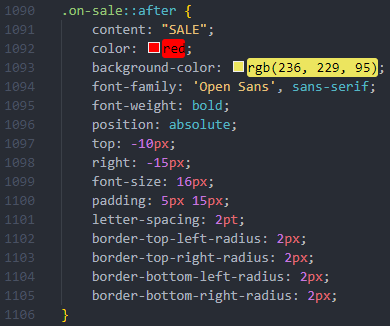 1090 .on-sale::after {
1091 content: "SALE";
1092 color: red;
1093 background-color: rgb(236, 229, 95);
1094 font-family: 'Open Sans', sans-serif;
1095 font-weight: bold;
1096 position: absolute;
1097 top: -10px;
1098 right: -15px;
1099 font-size: 16px;
1100 padding: 5px 15px;
1101 letter-spacing: 2pt;
1102 border-top-left-radius: 2px;
1103 border-top-right-radius: 2px;
1104 border-bottom-left-radius: 2px;
1105 border-bottom-right-radius: 2px;
1106 }